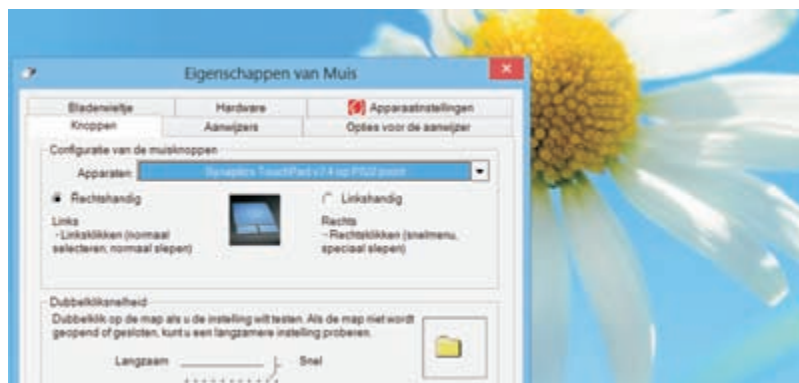 Eigenschappen van Muis
Bladerwieltje Hardware Apparaatinstellingen
Knoppen Aanwijzers Opties voor de aanwijzer
Configuratie van de muisknoppen
Apparaten: Synaptics TouchPad v7.4 op PS/2 poort
Rechtshandig Linkshandig
Links Rechts
- Linksklikken (normaal - Rechtsklikken (snelmenu,
selecteren, normaal slepen) speciaal slepen)
Dubbelkliksnelheid
Dubbelklik op de map als u de instelling wilt testen. Als de map niet wordt
geopend of gesloten, kunt u een langzamere instelling proberen.
Langzaam Snel